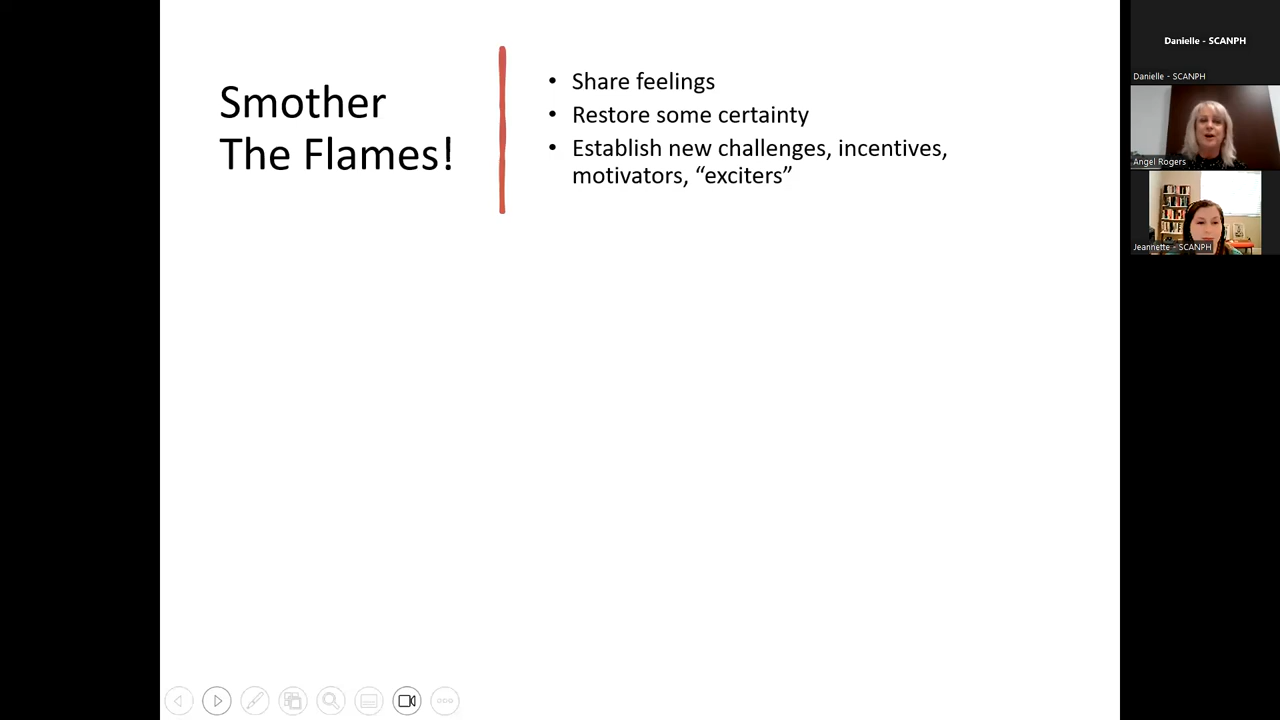 Smother
The Flames!
• Share feelings
• Restore some certainty
• Establish new challenges, incentives,
motivators, “exciters”
Danielle - SCANPH
Danielle - SCANPH
Angel Rogers
Jeannette - SCANPH